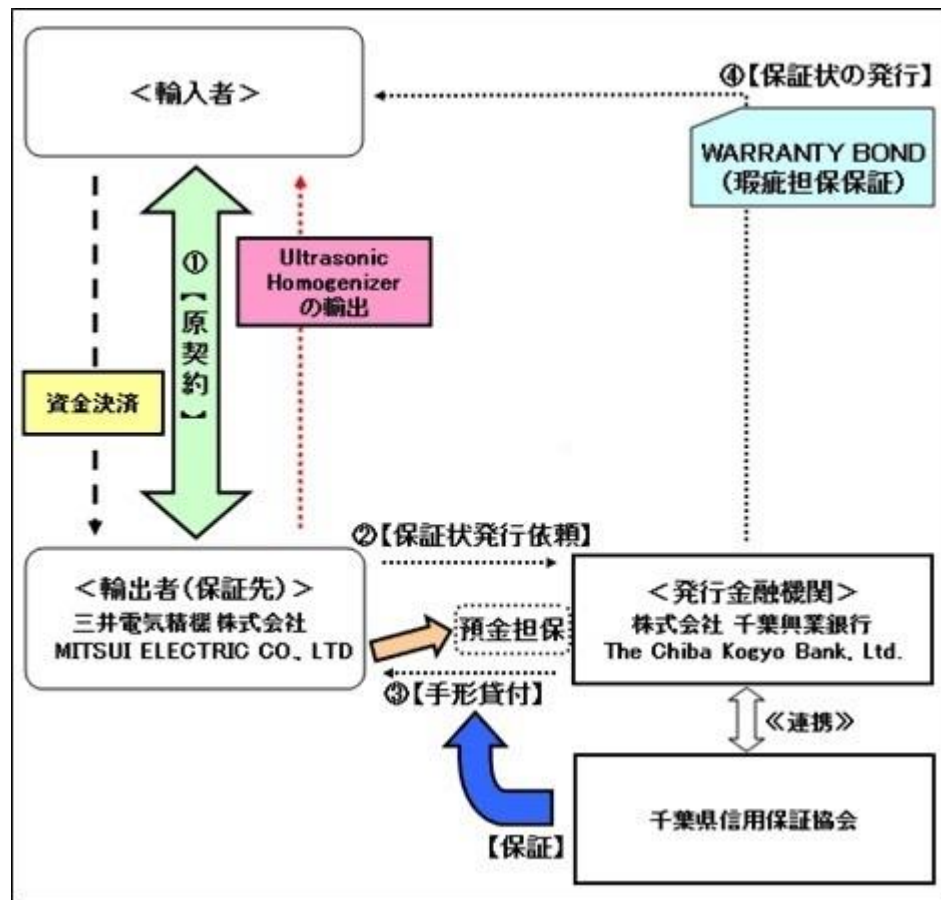 ＜輸入者＞
④【保証状の発行】
WARRANTY BOND
（瑕疵担保保証）
①【原契約】
Ultrasonic
Homogenizer
の輸出
資金決済
②【保証状発行依頼】
＜輸出者（保証先）＞
三井電気精機 株式会社
MITSUI ELECTRIC CO., LTD
預金担保
③【手形貸付】
＜発行金融機関＞
株式会社 千葉興業銀行
The Chiba Kogyo Bank, Ltd.
≪連携≫
【保証】
千葉県信用保証協会